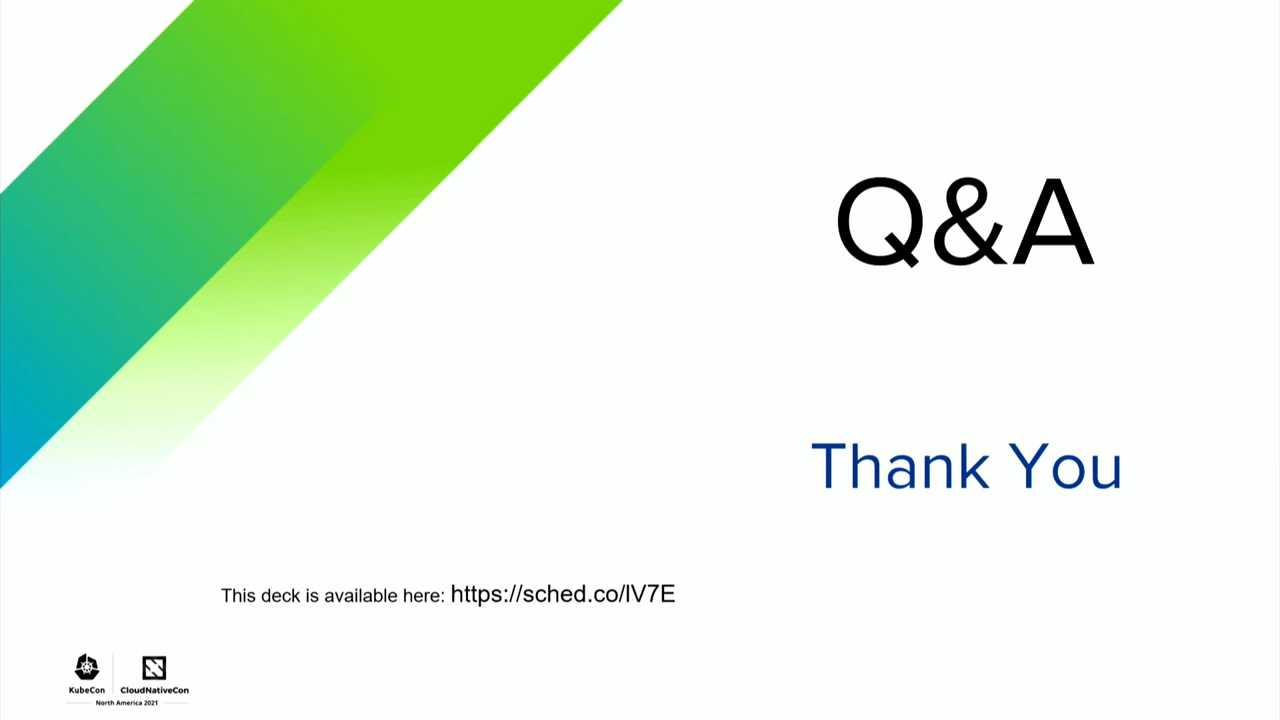 Q&A
Thank You
This deck is available here: https://sched.co/lV7E
KubeCon
CloudNativeCon
North America 2021